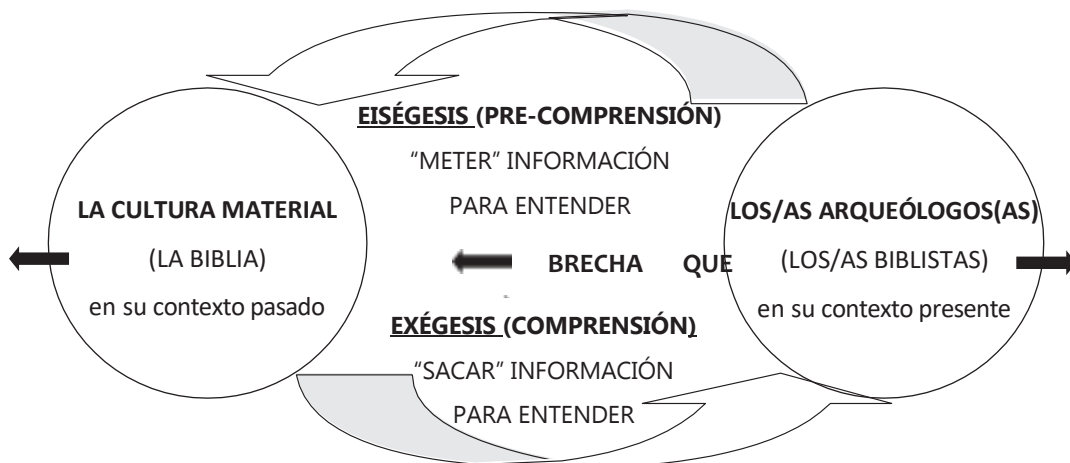 EISÉGESIS (PRE-COMPRENSIÓN)
“METER” INFORMACIÓN
PARA ENTENDER
LA CULTURA MATERIAL
(LA BIBLIA)
en su contexto pasado
BRECHA QUE
LOS/AS ARQUEÓLOGOS(AS)
(LOS/AS BIBLISTAS)
en su contexto presente
EXÉGESIS (COMPRENSIÓN)
“SACAR” INFORMACIÓN
PARA ENTENDER